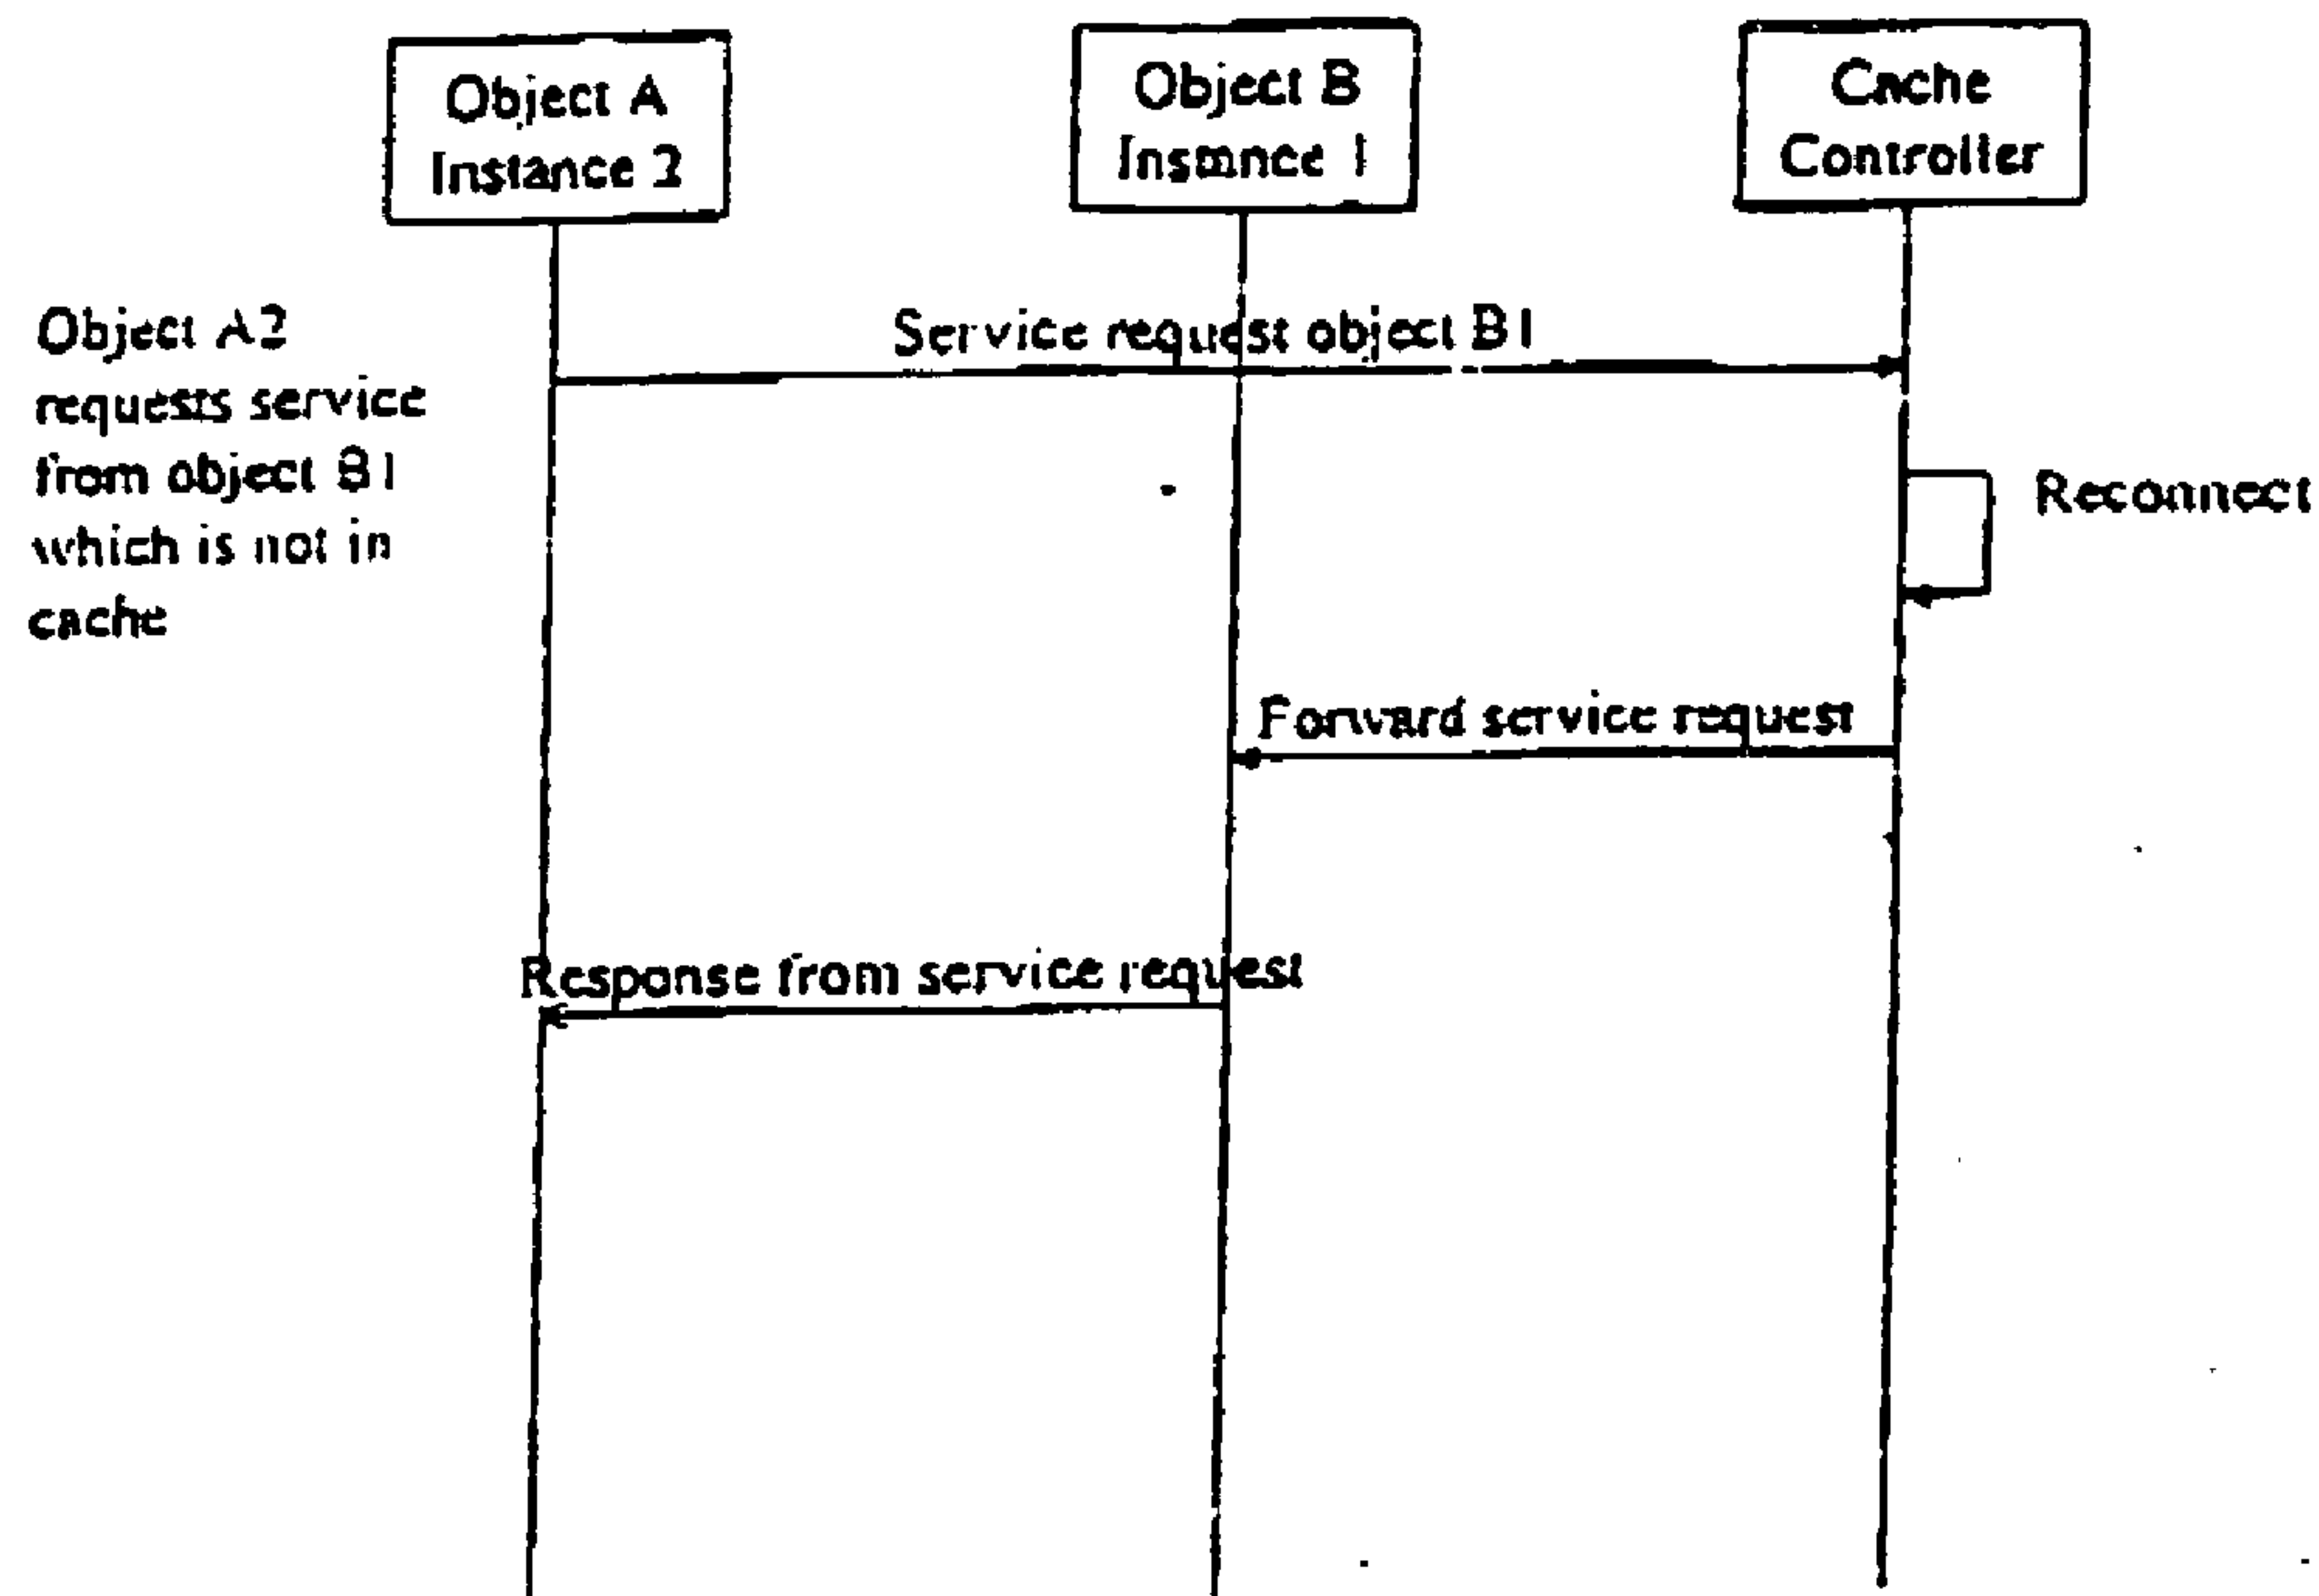 Object A
Instance 2
Object B
Instance 1
Cache
Controller
Object A2
requests service
from object B1
which is not in
cache
Service request object B1
Reconnect
Forward service request
Response from service request